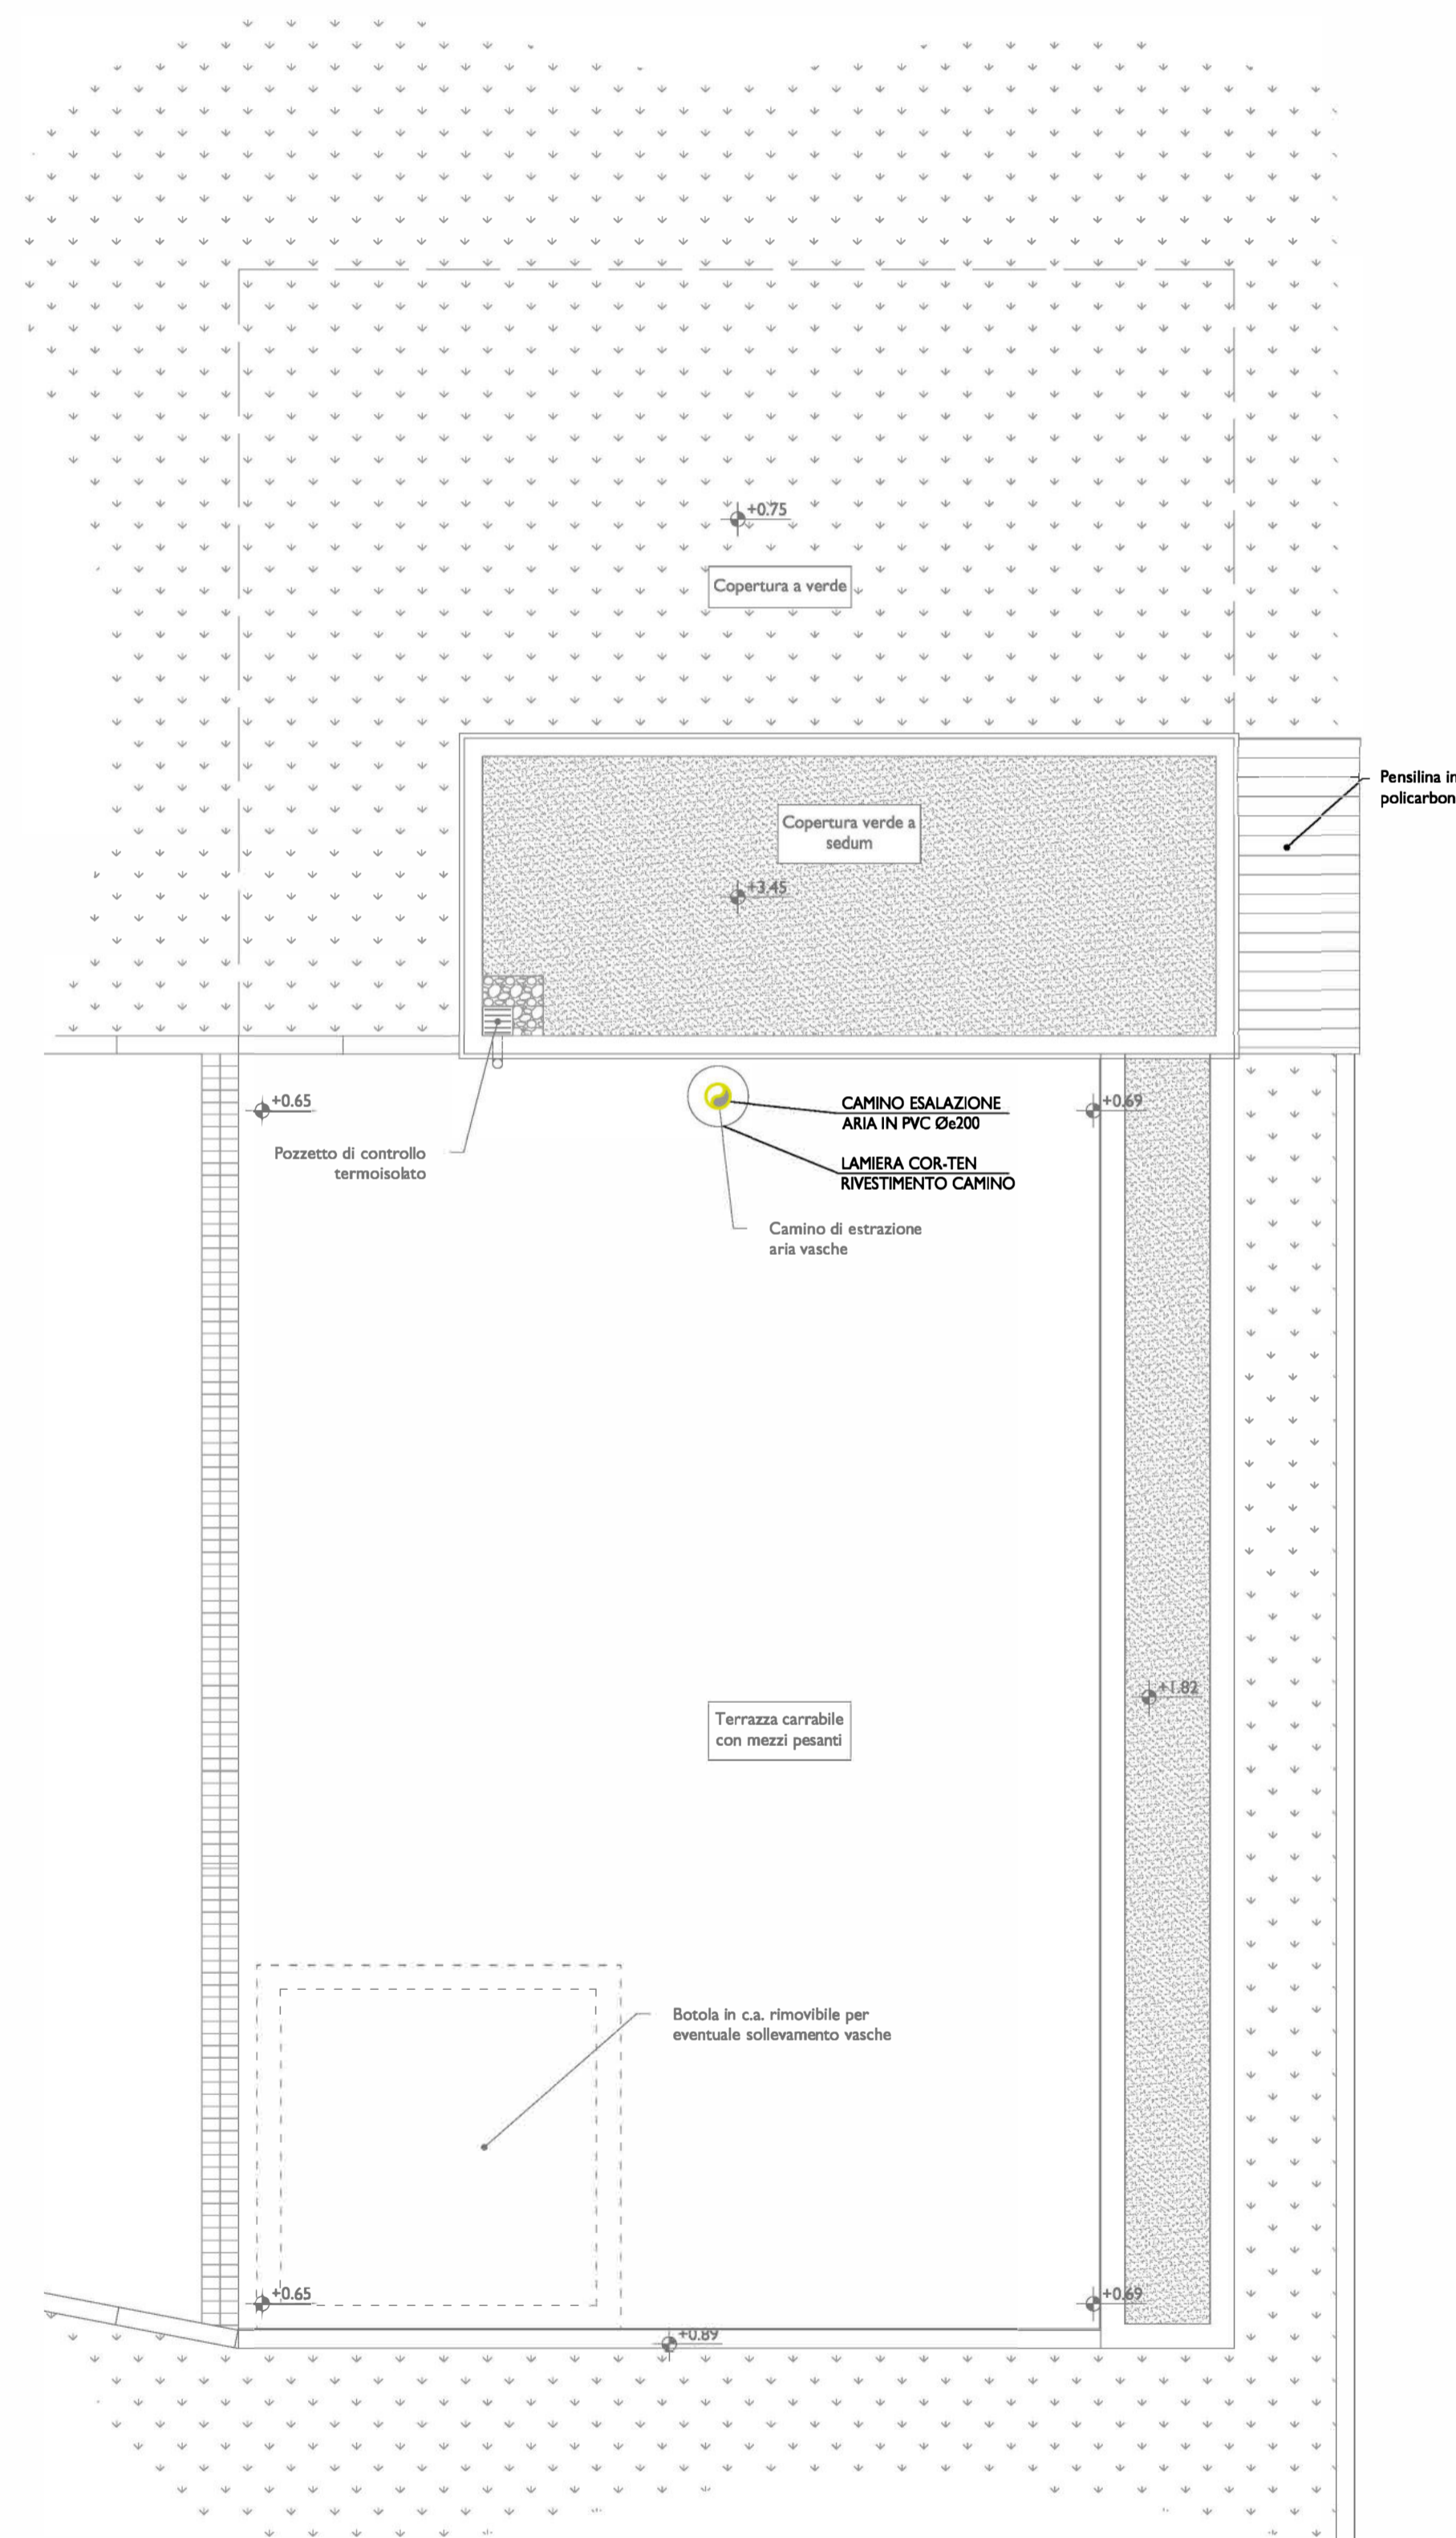 +0.75
Copertura a verde
Pensilina in
policarbon
Copertura verde a
sedum
+3.45
+0.65
CAMINO ESALAZIONE
ARIA IN PVC Øe200
+0.69
Pozzetto di controllo
termoisolato
LAMIERA COR-TEN
RIVESTIMENTO CAMINO
Camino di estrazione
aria vasche
+1.82
Terrazza carrabile
con mezzi pesanti
Botola in c.a. rimovibile per
eventuale sollevamento vasche
+0.65
+0.69
+0.89